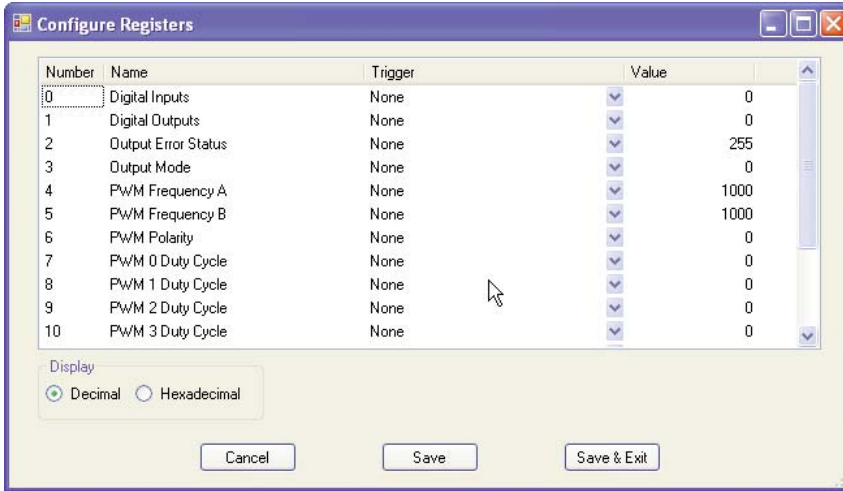 Configure Registers
Number Name Trigger Value
0 Digital Inputs None 0
1 Digital Outputs None 0
2 Output Error Status None 255
3 Output Mode None 0
4 PWM Frequency A None 1000
5 PWM Frequency B None 1000
6 PWM Polarity None 0
7 PWM 0 Duty Cycle None 0
8 PWM 1 Duty Cycle None 0
9 PWM 2 Duty Cycle None 0
10 PWM 3 Duty Cycle None 0
Display
Decimal Hexadecimal
Cancel Save Save & Exit